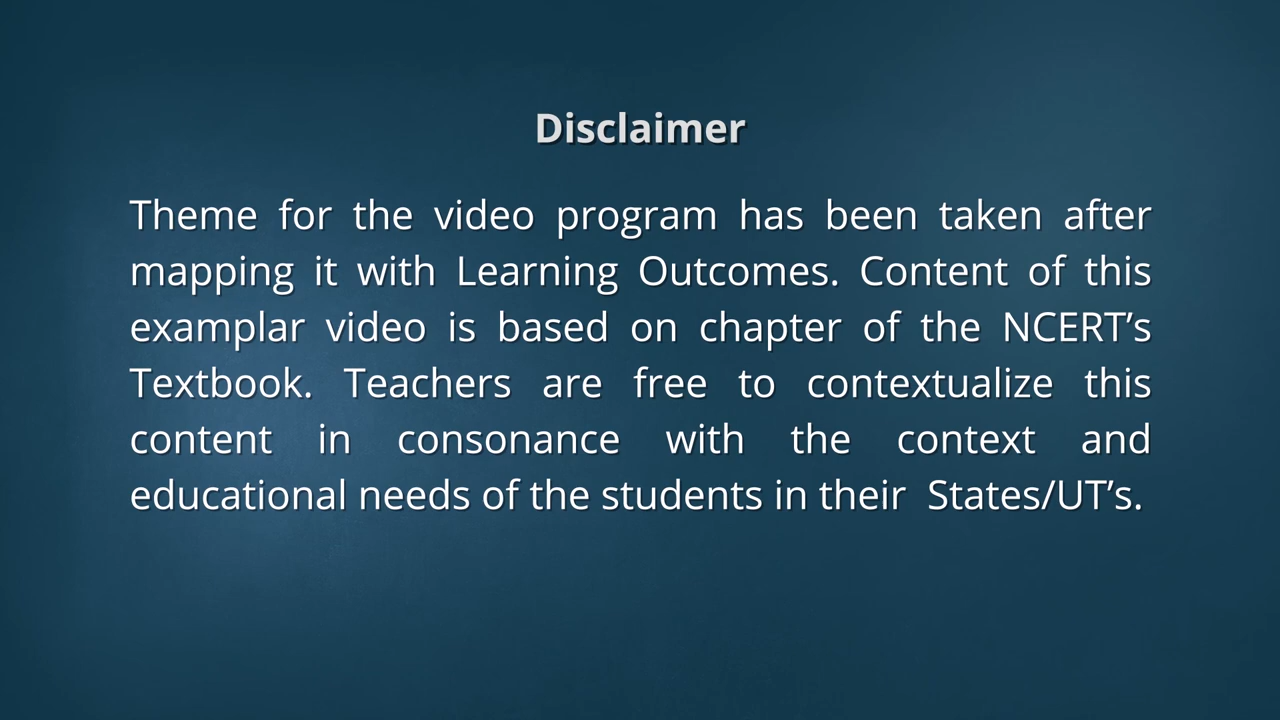 Disclaimer
Theme for the video program has been taken after
mapping it with Learning Outcomes. Content of this
examplar video is based on chapter of the NCERT’s
Textbook. Teachers are free to contextualize this
content in consonance with the context and
educational needs of the students in their  States/UT’s.